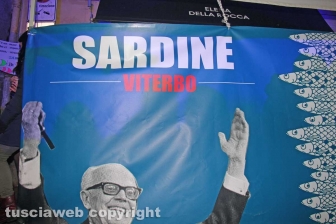 ELENA
DELLA ROCCA
SARDINE
VITERBO
tusciaweb copyright